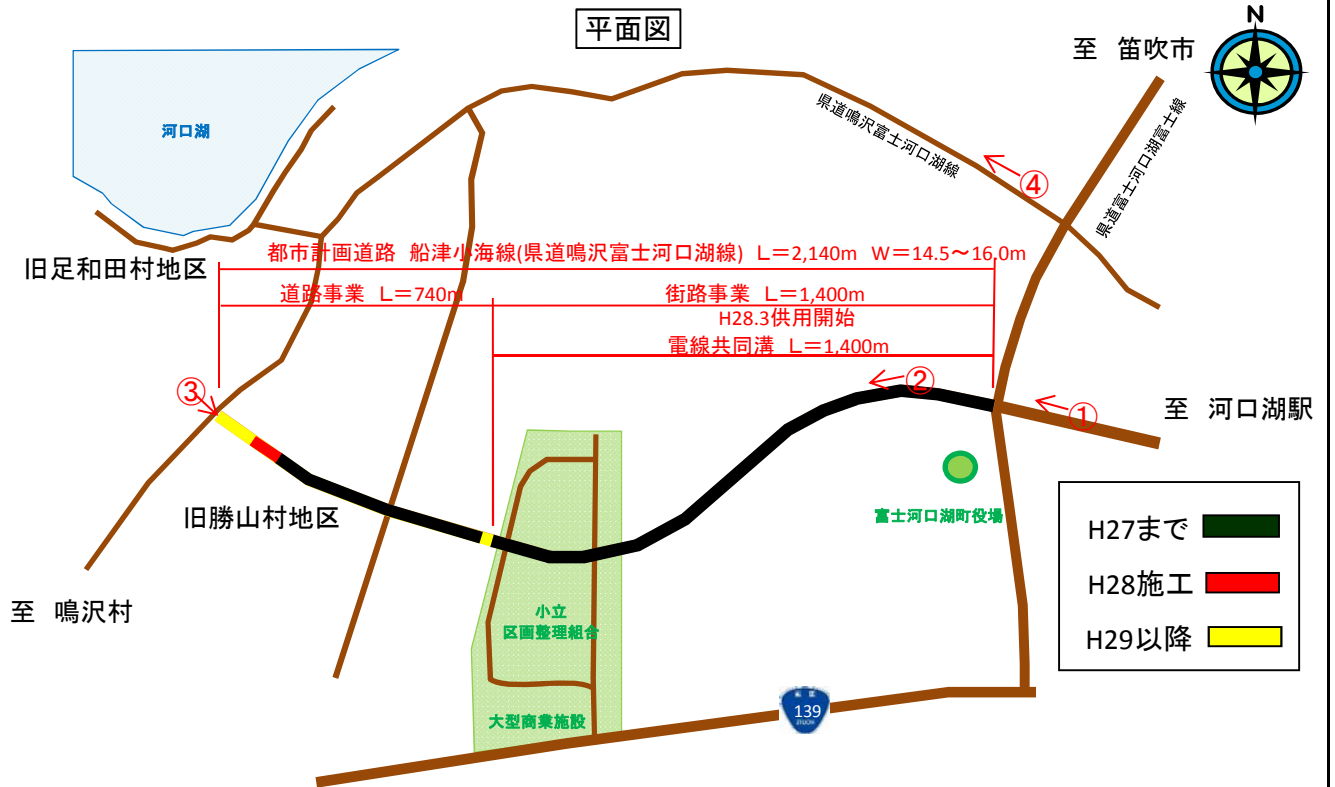 平面図
N
至 笛吹市
河口湖
県道鳴沢富士河口湖線
県道富士河口湖富士線
④
都市計画道路 船津小海線(県道鳴沢富士河口湖線) L=2,140m W=14.5~16.0m
旧足和田村地区
道路事業 L=740m
街路事業 L=1,400m
H28.3供用開始
電線共同溝 L=1,400m
③
②
①
至 河口湖駅
旧勝山村地区
富士河口湖町役場
H27まで
H28施工
H29以降
至 鳴沢村
小立
区画整理組合
大型商業施設
139